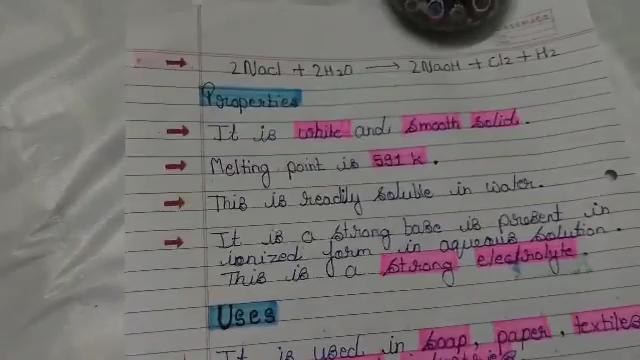 2NaCl + 2H2O ⟶ 2NaOH + Cl2 + H2
Properties
It is white and smooth solid.
Melting point is 591 K.
This is readily soluble in water.
It is a strong base is present in
ionized form in aqueous solution.
This is a strong electrolyte.
Uses
It is used in soap, paper, textiles